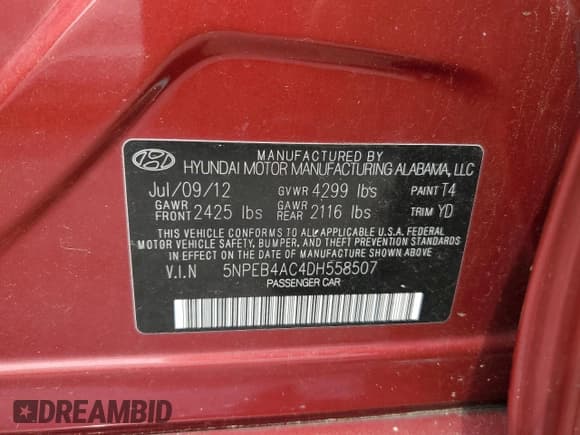 MANUFACTURED BY
HYUNDAI MOTOR MANUFACTURING ALABAMA, LLC
Jul/09/12 GVWR 4299 lbs PAINT T4
GAWR FRONT 2425 lbs GAWR REAR 2116 lbs TRIM YD
THIS VEHICLE CONFORMS TO ALL APPLICABLE U.S.A. FEDERAL
MOTOR VEHICLE SAFETY, BUMPER, AND THEFT PREVENTION
STANDARDS IN EFFECT ON THE DATE OF MANUFACTURE SHOWN ABOVE
V.I.N 5NPEB4AC4DH558507
PASSENGER CAR
DREAMBID